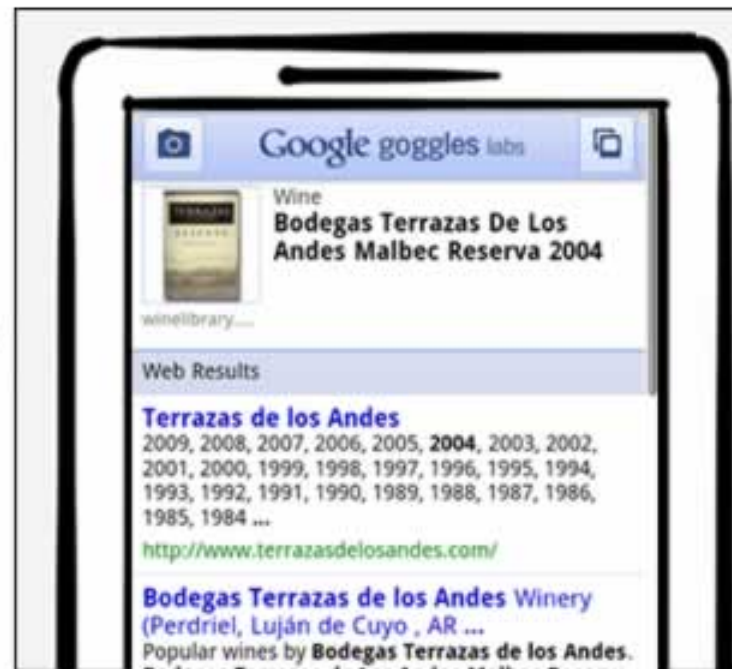 Google goggles labs
Wine
Bodegas Terrazas De Los
Andes Malbec Reserva 2004
TERRAZAS
RESERVA
winelibrary....
Web Results
Terrazas de los Andes
2009, 2008, 2007, 2006, 2005, 2004, 2003, 2002,
2001, 2000, 1999, 1998, 1997, 1996, 1995, 1994,
1993, 1992, 1991, 1990, 1989, 1988, 1987, 1986,
1985, 1984 ...
http://www.terrazasdelosandes.com/
Bodegas Terrazas de los Andes Winery
(Perdriel, Luján de Cuyo , AR ...
Popular wines by Bodegas Terrazas de los Andes.